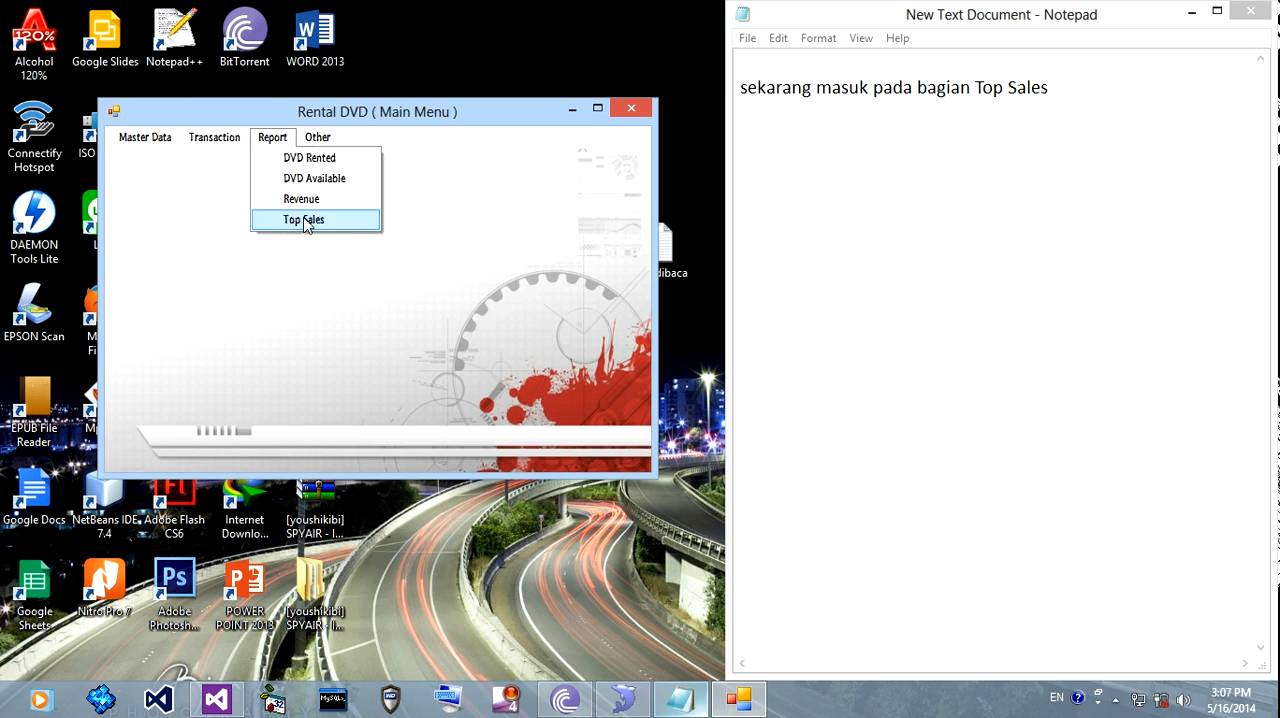 Alcohol
120%
Google Slides
Notepad++
BitTorrent
WORD 2013
Connectify
Hotspot
ISO
DAEMON
Tools Lite
EPSON Scan
EPUB File
Reader
Google Docs
NetBeans IDE
7.4
Adobe Flash
CS6
Internet
Downlo...
[youshikibi]
SPYAIR - I...
Google
Sheets
Nitro Pro 7
Adobe
Photosh...
POWER
POINT 2013
[youshikibi]
SPYAIR - I...
dibaca
Rental DVD ( Main Menu )
Master Data
Transaction
Report
Other
DVD Rented
DVD Available
Revenue
Top Sales
New Text Document - Notepad
File
Edit
Format
View
Help
sekarang masuk pada bagian Top Sales
EN
3:07 PM
5/16/2014